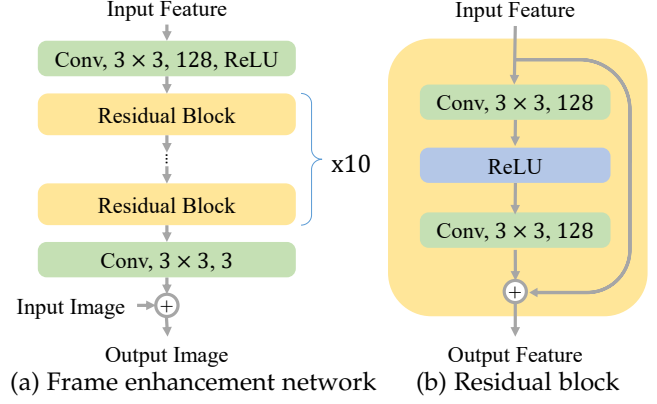 Input Feature
Conv, 3 × 3, 128, ReLU
Residual Block
Residual Block
x10
Conv, 3 × 3, 3
Input Image
+
Output Image
(a) Frame enhancement network
Input Feature
Conv, 3 × 3, 128
ReLU
Conv, 3 × 3, 128
+
Output Feature
(b) Residual block